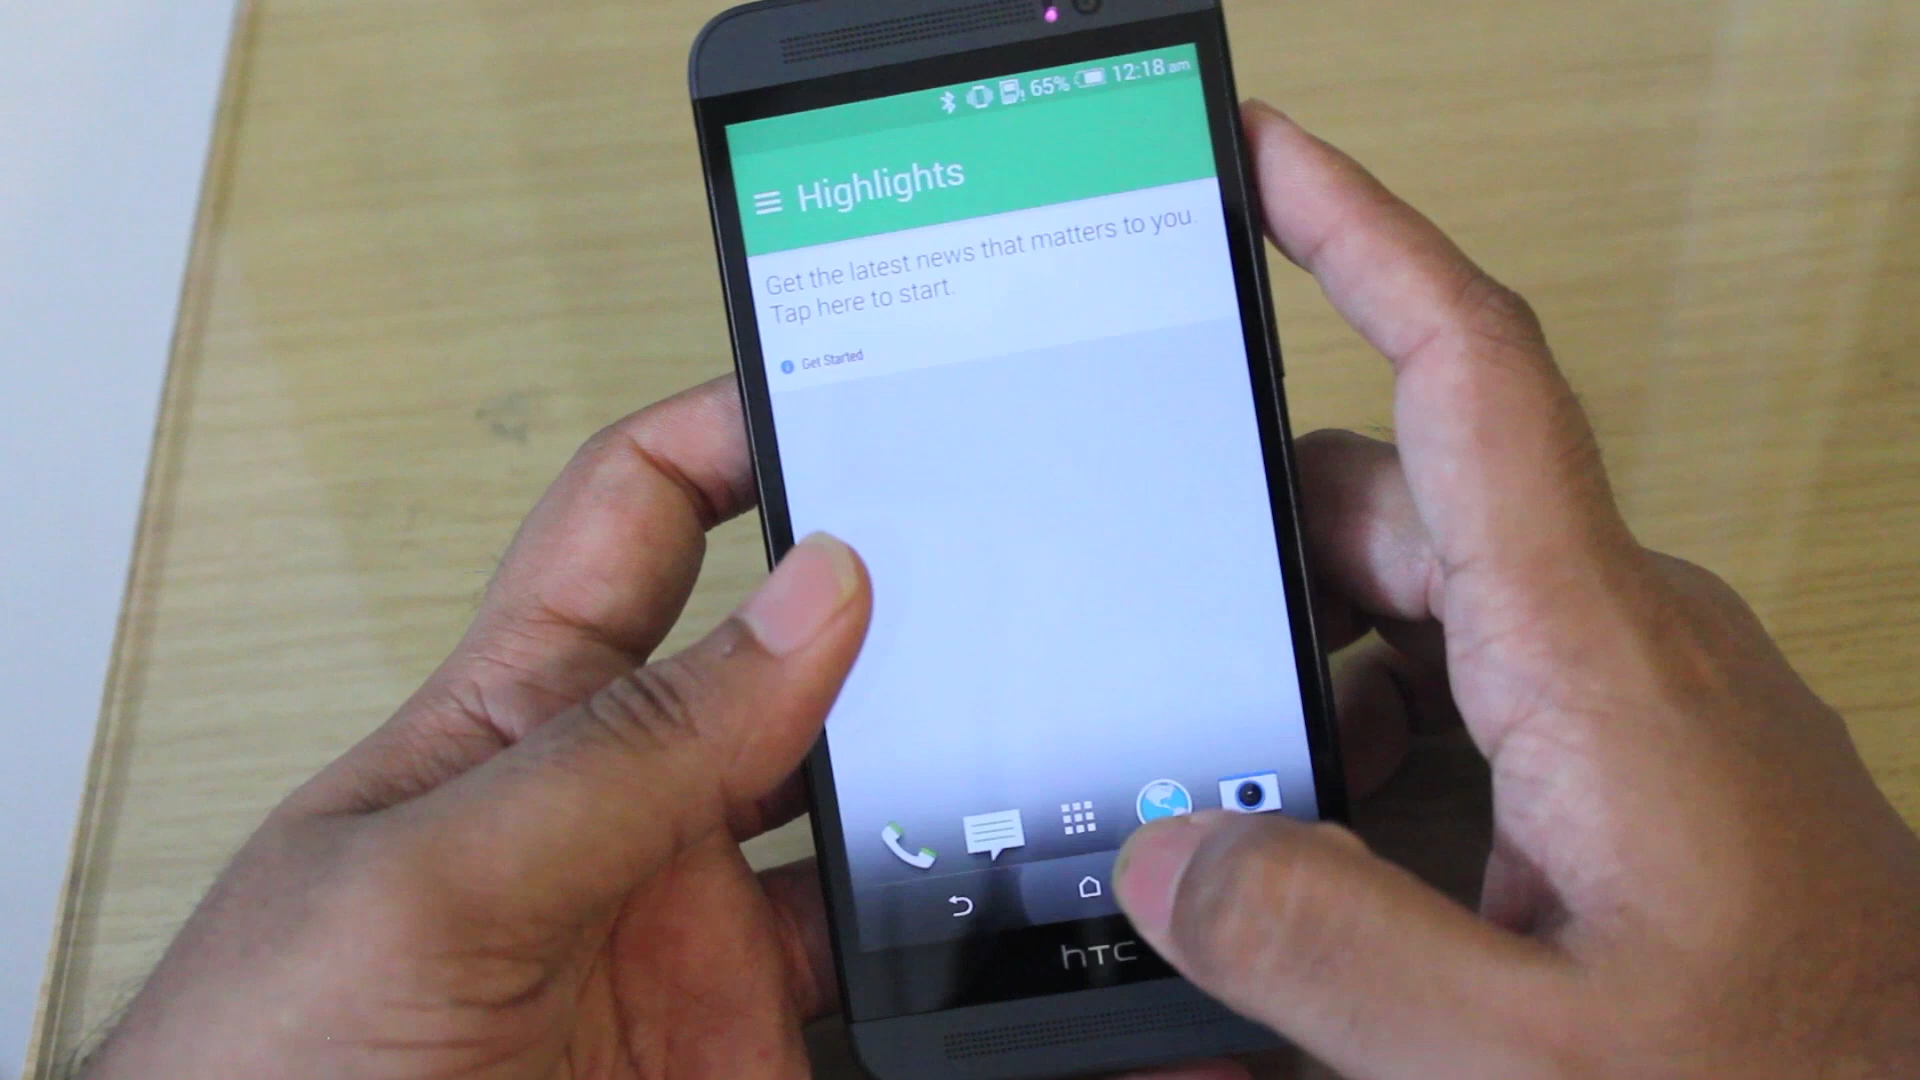 65% 12:18 am
Highlights
Get the latest news that matters to you.
Tap here to start.
Get Started
hTC